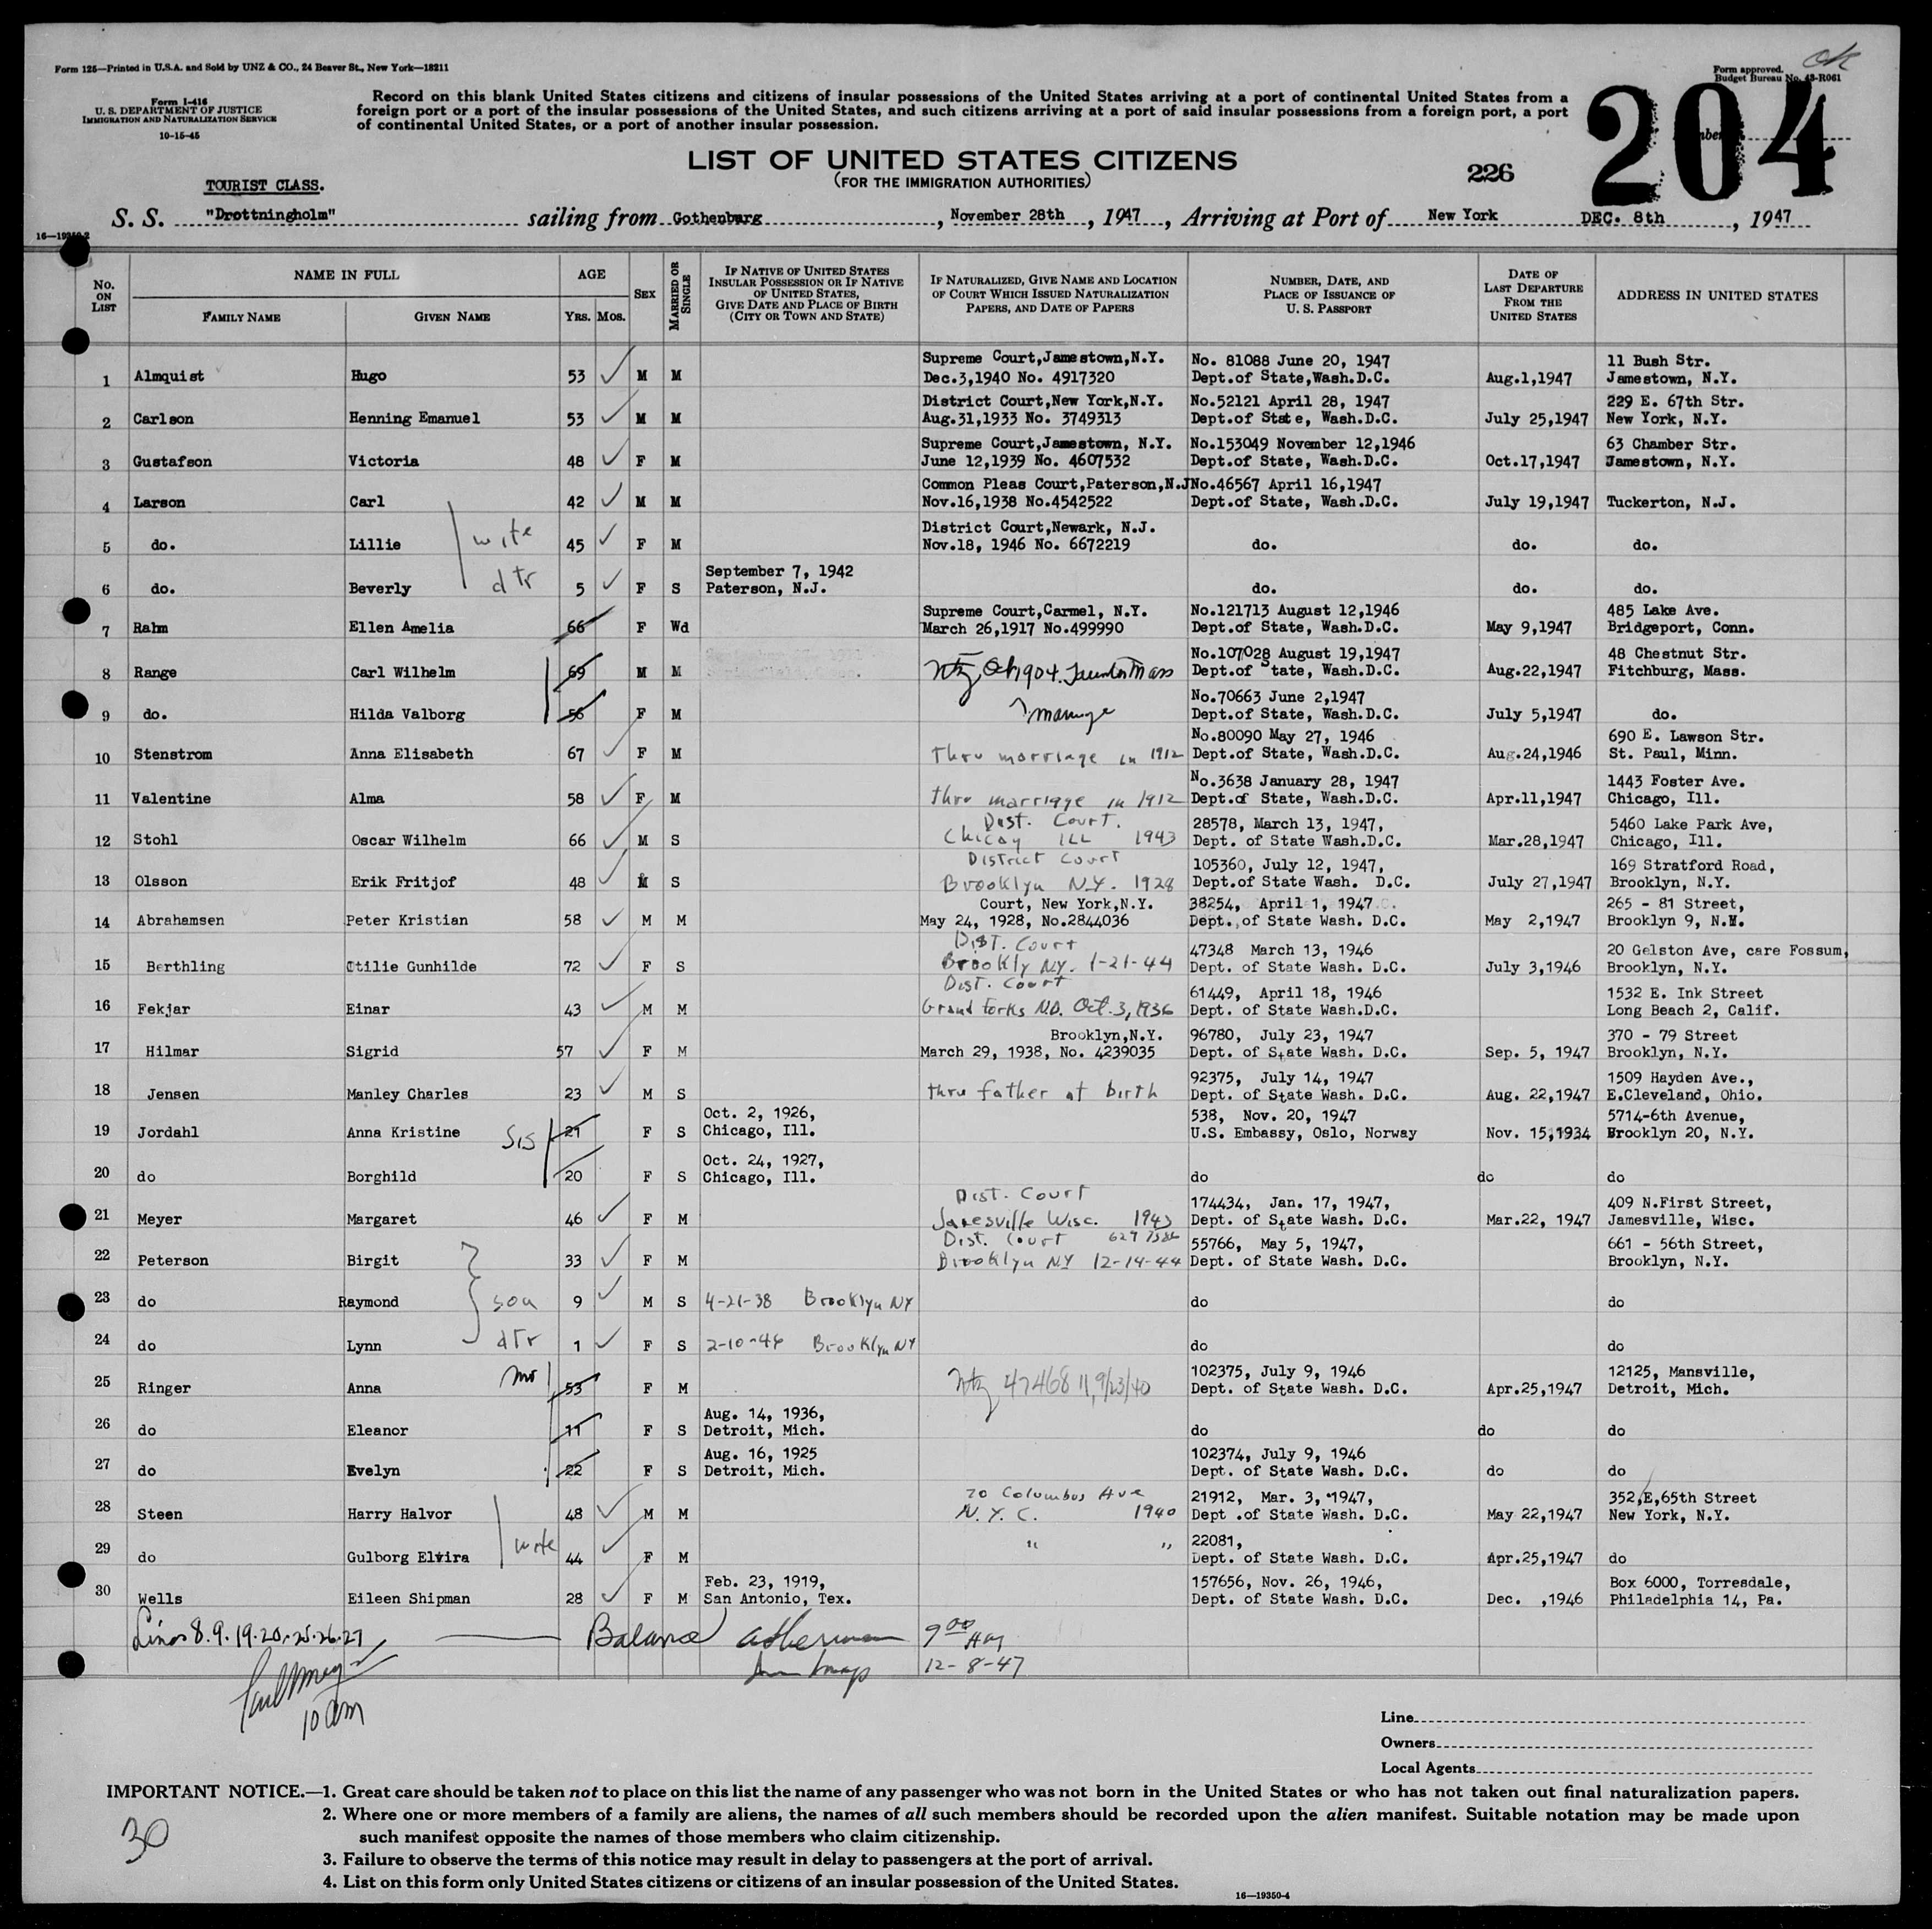 Form 125—Printed in U.S.A. and Sold by UNZ & CO., 24 Beaver St., New York—18211
ok
Form approved.
Budget Bureau No. 43-R061
Form I-416
U. S. DEPARTMENT OF JUSTICE
IMMIGRATION AND NATURALIZATION SERVICE
10-15-45
Record on this blank United States citizens and citizens of insular possessions of the United States arriving at a port of continental United States from a
foreign port or a port of the insular possessions of the United States, and such citizens arriving at a port of said insular possessions from a foreign port, a port
of continental United States, or a port of another insular possession.
204
LIST OF UNITED STATES CITIZENS
(FOR THE IMMIGRATION AUTHORITIES)
226
TOURIST CLASS.
S. S. "Drottningholm" sailing from Gothenburg, November 28th, 1947, Arriving at Port of New York DEC. 8th, 1947
No. ON LIST
NAME IN FULL
FAMILY NAME
GIVEN NAME
AGE
YRS. MOS.
SEX
MARRIED OR SINGLE
IF NATIVE OF UNITED STATES INSULAR POSSESSION OR IF NATIVE OF UNITED STATES, GIVE DATE AND PLACE OF BIRTH (CITY OR TOWN AND STATE)
IF NATURALIZED, GIVE NAME AND LOCATION OF COURT WHICH ISSUED NATURALIZATION PAPERS, AND DATE OF PAPERS
NUMBER, DATE, AND PLACE OF ISSUANCE OF U. S. PASSPORT
DATE OF LAST DEPARTURE FROM THE UNITED STATES
ADDRESS IN UNITED STATES
Supreme Court,Jamestown,N.Y. No. 81088 June 20, 1947 11 Bush Str.
1 Almquist Hugo 53 M M Dec.3,1940 No. 4917320 Dept.of State,Wash.D.C. Aug.1,1947 Jamestown, N.Y.
District Court,New York,N.Y. No.52121 April 28, 1947 229 E. 67th Str.
2 Carlson Henning Emanuel 53 M M Aug.31,1933 No. 3749313 Dept.of State, Wash.D.C. July 25,1947 New York, N.Y.
Supreme Court,Jamestown, N.Y. No.153049 November 12,1946 63 Chamber Str.
3 Gustafson Victoria 48 F M June 12,1939 No. 4607532 Dept.of State, Wash.D.C. Oct.17,1947 Jamestown, N.Y.
Common Pleas Court,Paterson,N.J No.46567 April 16,1947
4 Larson Carl 42 M M Nov.16,1938 No.4542522 Dept.of State, Wash.D.C. July 19,1947 Tuckerton, N.J.
District Court,Newark, N.J.
5 do. Lillie wife 45 F M Nov.18, 1946 No. 6672219 do. do. do.
September 7, 1942
6 do. Beverly dtr 5 F S Paterson, N.J. do. do. do.
Supreme Court,Carmel, N.Y. No.121713 August 12,1946 485 Lake Ave.
7 Ralm Ellen Amelia 66 F Wd March 26,1917 No.499990 Dept.of State, Wash.D.C. May 9,1947 Bridgeport, Conn.
No.107028 August 19,1947 48 Chestnut Str.
8 Range Carl Wilhelm 69 M M Ntz 1904. Taunton Mass Dept.of State, Wash.D.C. Aug.22,1947 Fitchburg, Mass.
No.70663 June 2,1947
9 do. Hilda Valborg 56 F M marriage Dept.of State, Wash.D.C. July 5,1947 do.
No.80090 May 27, 1946 690 E. Lawson Str.
10 Stenstrom Anna Elisabeth 67 F M Thru marriage in 1912 Dept.of State, Wash.D.C. Aug.24,1946 St. Paul, Minn.
No.3638 January 28, 1947 1443 Foster Ave.
11 Valentine Alma 58 F M thru marriage in 1912 Dept.of State, Wash.D.C. Apr.11,1947 Chicago, Ill.
Dist. Court. 28578, March 13, 1947, 5460 Lake Park Ave,
12 Stohl Oscar Wilhelm 66 M S Chicag ILL 1943 Dept. of State Wash.D.C. Mar.28,1947 Chicago, Ill.
District Court 105360, July 12, 1947, 169 Stratford Road,
13 Olsson Erik Fritjof 48 M S Brooklyn N.Y. 1928 Dept.of State Wash. D.C. July 27,1947 Brooklyn, N.Y.
Court, New York,N.Y. 38254, April 1, 1947 265 - 81 Street,
14 Abrahamsen Peter Kristian 58 M M May 24, 1928, No.2844036 Dept. of State Wash. D.C. May 2,1947 Brooklyn 9, N.Y.
Dist. Court 47348 March 13, 1946 20 Gelston Ave, care Fossum,
15 Berthling Otilie Gunhilde 72 F S Brookly N.Y. 1-21-44 Dept. of State Wash. D.C. July 3,1946 Brooklyn, N.Y.
Dist. Court 61449, April 18, 1946 1532 E. Ink Street
16 Fekjar Einar 43 M M Grand Forks N.D. Oct. 3, 1936 Dept. of State Wash.D.C. Long Beach 2, Calif.
Brooklyn,N.Y. 96780, July 23, 1947 370 - 79 Street
17 Hilmar Sigrid 57 F M March 29, 1938, No. 4239035 Dept. of State Wash. D.C. Sep. 5, 1947 Brooklyn, N.Y.
92375, July 14, 1947 1509 Hayden Ave.,
18 Jensen Manley Charles 23 M S thru father at birth Dept. of State Wash. D.C. Aug. 22,1947 E.Cleveland, Ohio.
Oct. 2, 1926, 538, Nov. 20, 1947 5714-6th Avenue,
19 Jordahl Anna Kristine Sis 21 F S Chicago, Ill. U.S. Embassy, Oslo, Norway Nov. 15,1934 Brooklyn 20, N.Y.
Oct. 24, 1927,
20 do Borghild 20 F S Chicago, Ill. do do do
Dist. Court 174434, Jan. 17, 1947, 409 N.First Street,
21 Meyer Margaret 46 F M Janesville Wisc. 1943 Dept. of State Wash. D.C. Mar.22, 1947 Jamesville, Wisc.
Dist. Court 55766, May 5, 1947, 661 - 56th Street,
22 Peterson Birgit 33 F M Brooklyn NY 12-14-44 Dept. of State Wash. D.C. Brooklyn, N.Y.
23 do Raymond son 9 M S 4-21-38 Brooklyn NY do do
24 do Lynn dtr 1 F S 2-10-46 Brooklyn NY do do
102375, July 9, 1946 12125, Mansville,
25 Ringer Anna mo 53 F M Ntz 4746811, 9/23/40 Dept. of State Wash. D.C. Apr.25,1947 Detroit, Mich.
Aug. 14, 1936,
26 do Eleanor 11 F S Detroit, Mich. do do do
Aug. 16, 1925 102374, July 9, 1946
27 do Evelyn 22 F S Detroit, Mich. Dept. of State Wash. D.C. do do
70 Columbus Ave 21912, Mar. 3, 1947, 352,E,65th Street
28 Steen Harry Halvor 48 M M N.Y.C. 1940 Dept .of State Wash. D.C. May 22,1947 New York, N.Y.
22081,
29 do Gulborg Elvira wife 44 F M " " Dept. of State Wash. D.C. Apr.25,1947 do
Feb. 23, 1919, 157656, Nov. 26, 1946, Box 6000, Torresdale,
30 Wells Eileen Shipman 28 F M San Antonio, Tex. Dept. of State Wash. D.C. Dec. ,1946 Philadelphia 14, Pa.
Lines 8.9.19.20.25.26.27 Balance 9 00 AM
12-8-47
10 am
Line
Owners
Local Agents
IMPORTANT NOTICE.—1. Great care should be taken not to place on this list the name of any passenger who was not born in the United States or who has not taken out final naturalization papers.
2. Where one or more members of a family are aliens, the names of all such members should be recorded upon the alien manifest. Suitable notation may be made upon
such manifest opposite the names of those members who claim citizenship.
3. Failure to observe the terms of this notice may result in delay to passengers at the port of arrival.
4. List on this form only United States citizens or citizens of an insular possession of the United States.
30
16—19350-4